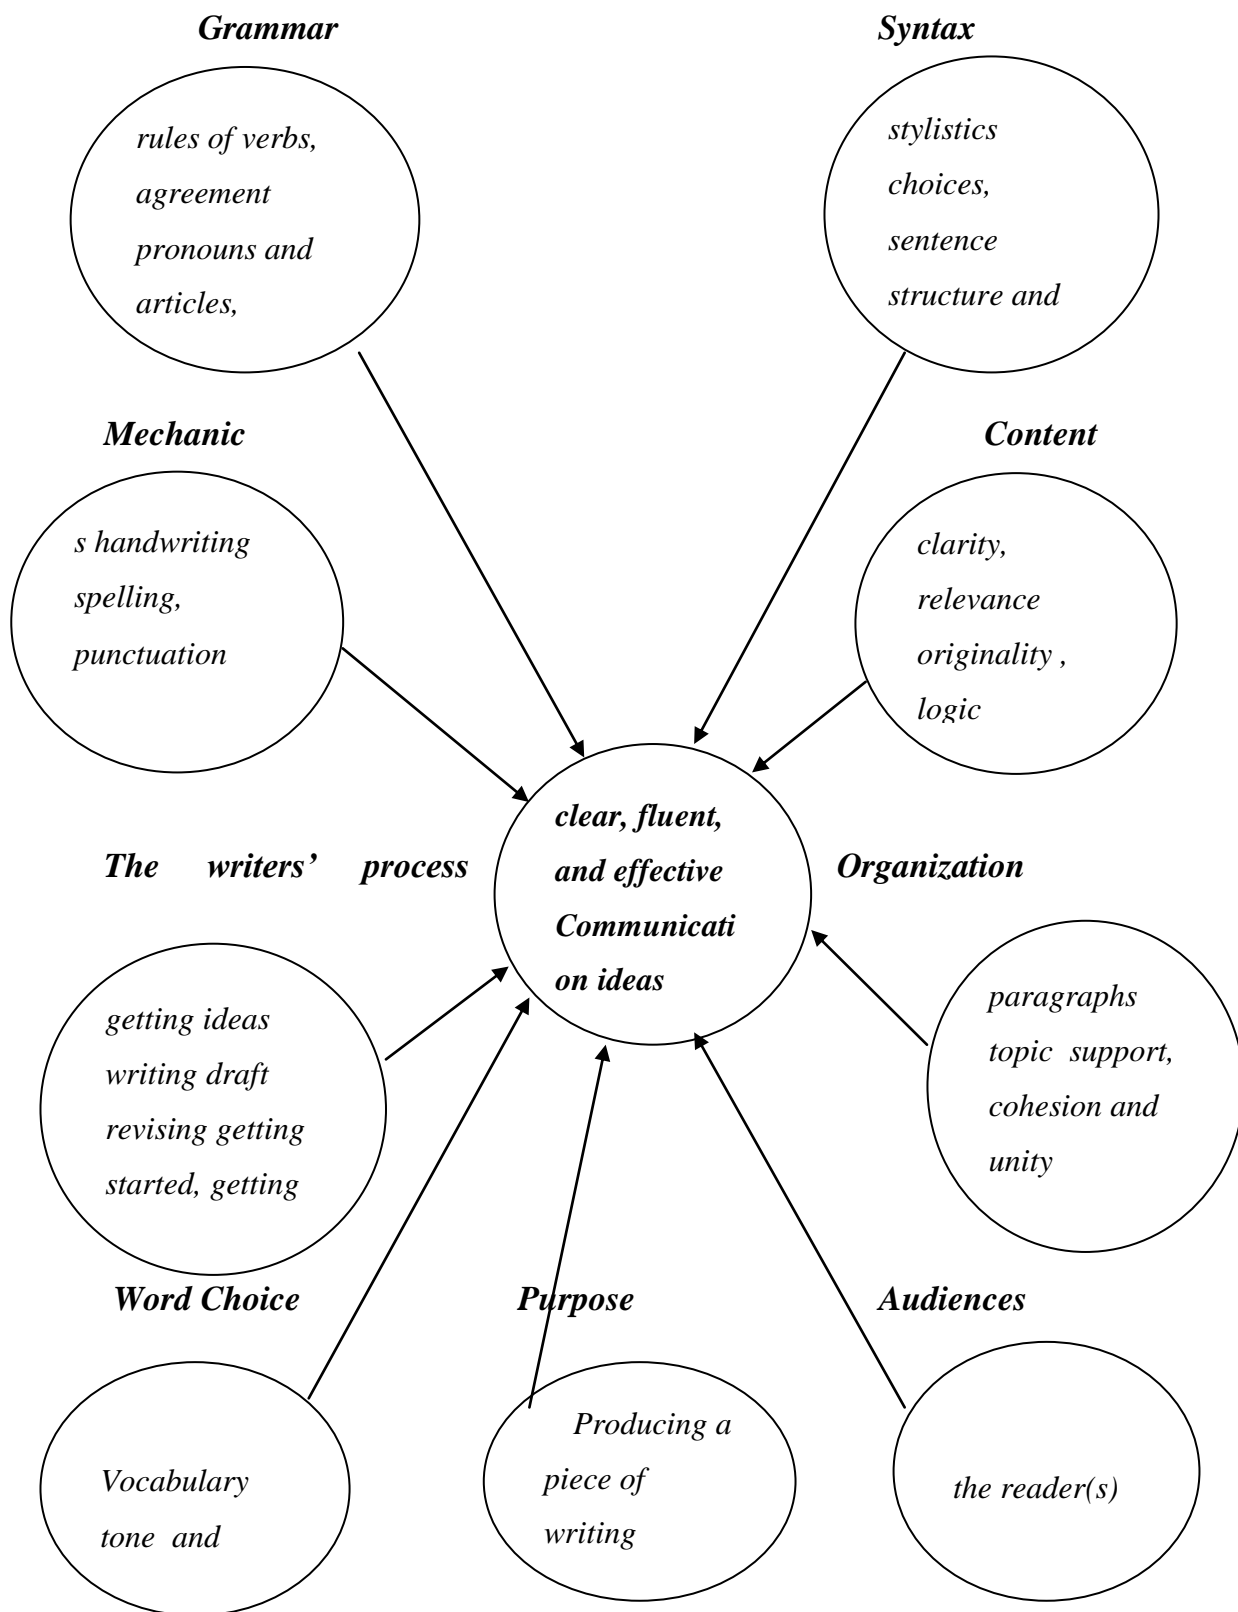 Grammar
Syntax
rules of verbs,
agreement
pronouns and
articles,
stylistics
choices,
sentence
structure and
Mechanic
Content
s handwriting
spelling,
punctuation
clarity,
relevance
originality ,
logic
clear, fluent,
and effective
Communicati
on ideas
The writers’ process
Organization
getting ideas
writing draft
revising getting
started, getting
paragraphs
topic support,
cohesion and
unity
Word Choice
Purpose
Audiences
Vocabulary
tone and
Producing a
piece of
writing
the reader(s)